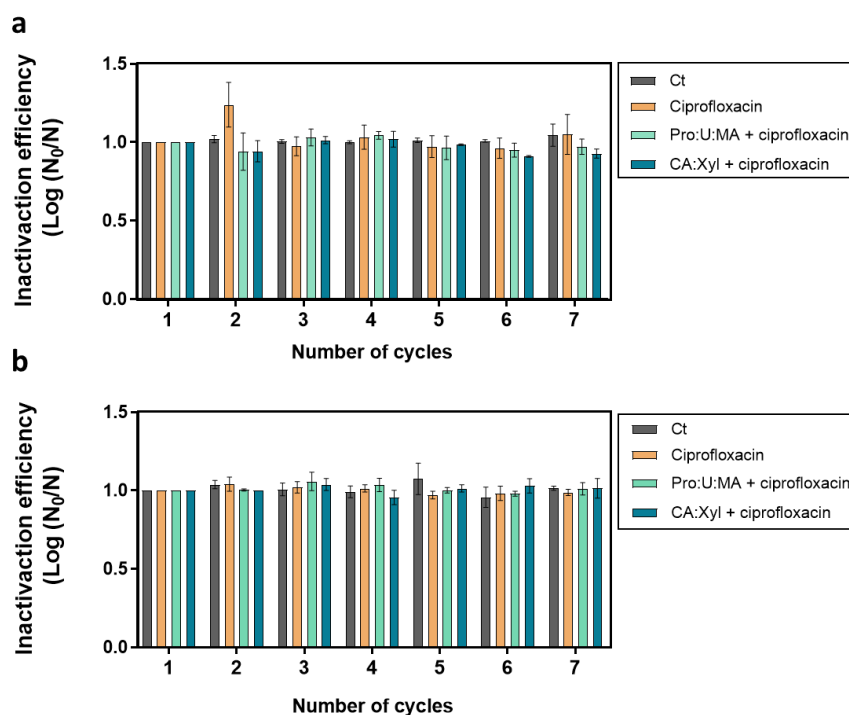 a
Inactivaction efficiency
(Log (N₀/N)
1.5
1.0
0.5
0.0
1 2 3 4 5 6 7
Number of cycles
Ct
Ciprofloxacin
Pro:U:MA + ciprofloxacin
CA:Xyl + ciprofloxacin
b
Inactivaction efficiency
(Log (N₀/N)
1.5
1.0
0.5
0.0
1 2 3 4 5 6 7
Number of cycles
Ct
Ciprofloxacin
Pro:U:MA + ciprofloxacin
CA:Xyl + ciprofloxacin